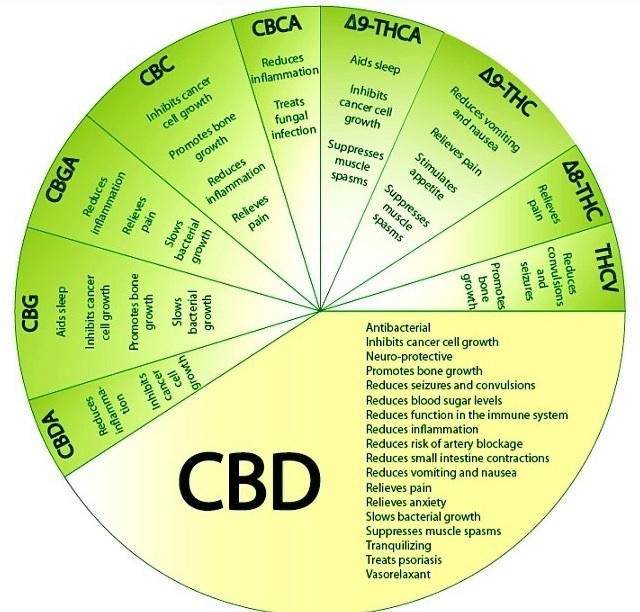 CBCA
Reduces
inflammation
Treats
fungal
infection
Δ9-THCA
Aids sleep
Inhibits
cancer cell
growth
Suppresses
muscle
spasms
Δ9-THC
Reduces vomiting
and nausea
Relieves pain
Stimulates
appetite
Suppresses
muscle
spasms
Δ8-THC
Relieves
pain
THCV
Reduces
convulsions
and
seizures
Promotes
bone
growth
CBC
Inhibits cancer
cell growth
Promotes bone
growth
Reduces
inflammation
Relieves
pain
CBGA
Reduces
inflammation
Relieves
pain
Slows
bacterial
growth
CBG
Aids sleep
Inhibits cancer
cell growth
Promotes bone
growth
Slows
bacterial
growth
CBDA
Reduces
inflamma-
tion
Inhibits
cancer
cell
growth
CBD
Antibacterial
Inhibits cancer cell growth
Neuro-protective
Promotes bone growth
Reduces seizures and convulsions
Reduces blood sugar levels
Reduces function in the immune system
Reduces inflammation
Reduces risk of artery blockage
Reduces small intestine contractions
Reduces vomiting and nausea
Relieves pain
Relieves anxiety
Slows bacterial growth
Suppresses muscle spasms
Tranquilizing
Treats psoriasis
Vasorelaxant